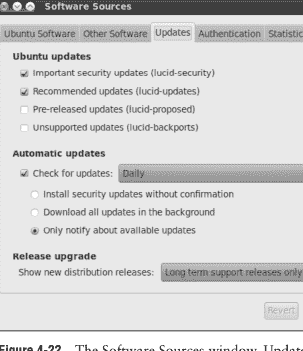 Software Sources
Ubuntu Software Other Software Updates Authentication Statistic
Ubuntu updates
Important security updates (lucid-security)
Recommended updates (lucid-updates)
Pre-released updates (lucid-proposed)
Unsupported updates (lucid-backports)
Automatic updates
Check for updates: Daily
Install security updates without confirmation
Download all updates in the background
Only notify about available updates
Release upgrade
Show new distribution releases: Long term support releases only
Revert
Figure 4-22 The Software Sources window, Update